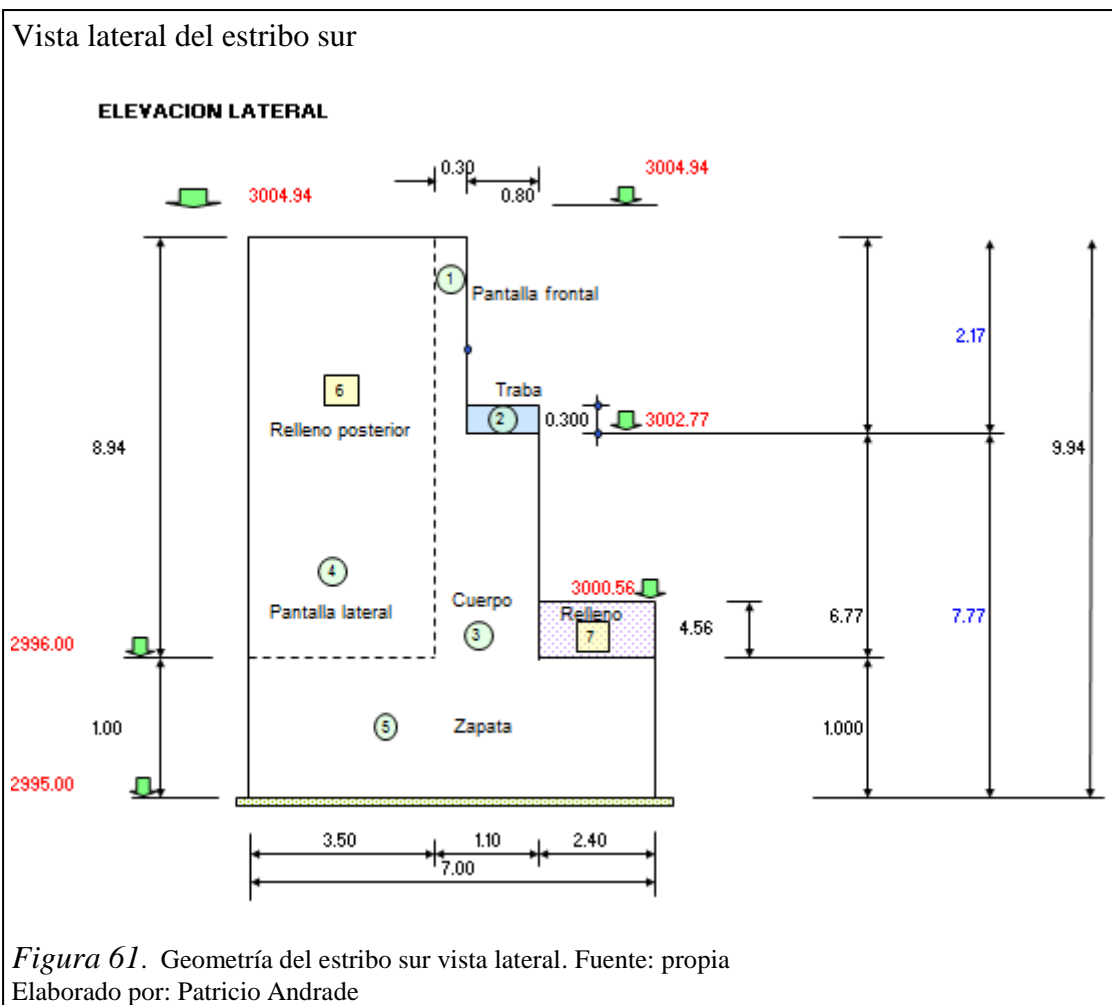 Vista lateral del estribo sur
ELEVACION LATERAL
0.30
3004.94
3004.94
0.80
1
Pantalla frontal
2.17
6
Traba
2
0.300
3002.77
Relleno posterior
8.94
9.94
4
3000.56
Cuerpo
Pantalla lateral
Relleno
6.77
7.77
4.56
3
7
2996.00
1.00
5
Zapata
1.000
2995.00
3.50
1.10
2.40
7.00
Figura 61. Geometría del estribo sur vista lateral. Fuente: propia
Elaborado por: Patricio Andrade